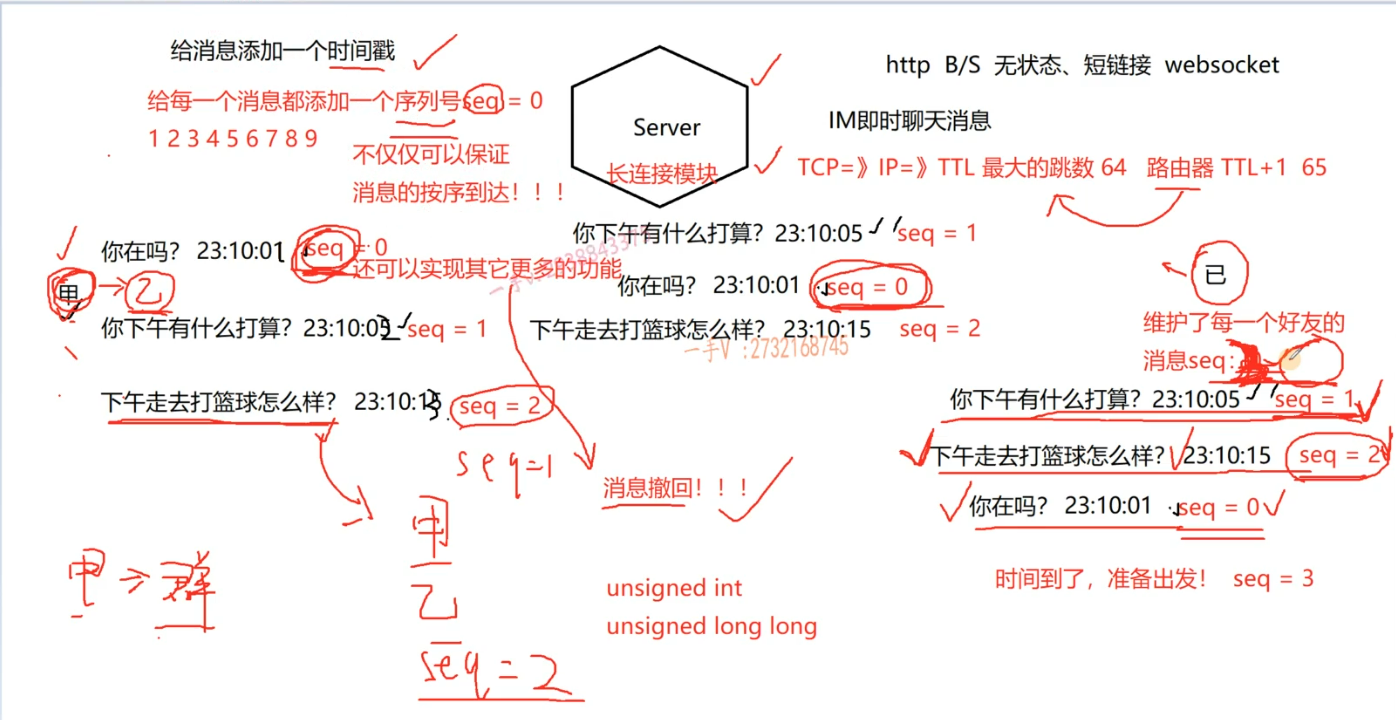 给消息添加一个时间戳
给每一个消息都添加一个序列号seq = 0
1 2 3 4 5 6 7 8 9
不仅仅可以保证
消息的按序到达！！！
Server
长连接模块
http B/S 无状态、短链接 websocket
IM即时聊天消息
TCP=》IP=》TTL 最大的跳数 64 路由器 TTL+1 65
你在吗？ 23:10:01 seq = 0
还可以实现其它更多的功能
甲
乙
你下午有什么打算？23:10:05 seq = 1
下午走去打篮球怎么样？ 23:10:15 seq = 2
seq=1
你下午有什么打算？23:10:05 seq = 1
你在吗？ 23:10:01 seq = 0
下午走去打篮球怎么样？ 23:10:15 seq = 2
一手V :2732168745
已
维护了每一个好友的
消息seq:
你下午有什么打算？23:10:05 seq = 1
下午走去打篮球怎么样？ 23:10:15 seq = 2
你在吗？ 23:10:01 seq = 0
时间到了，准备出发！ seq = 3
消息撤回！！！
unsigned int
unsigned long long
甲
乙
seq=2
甲 => 群